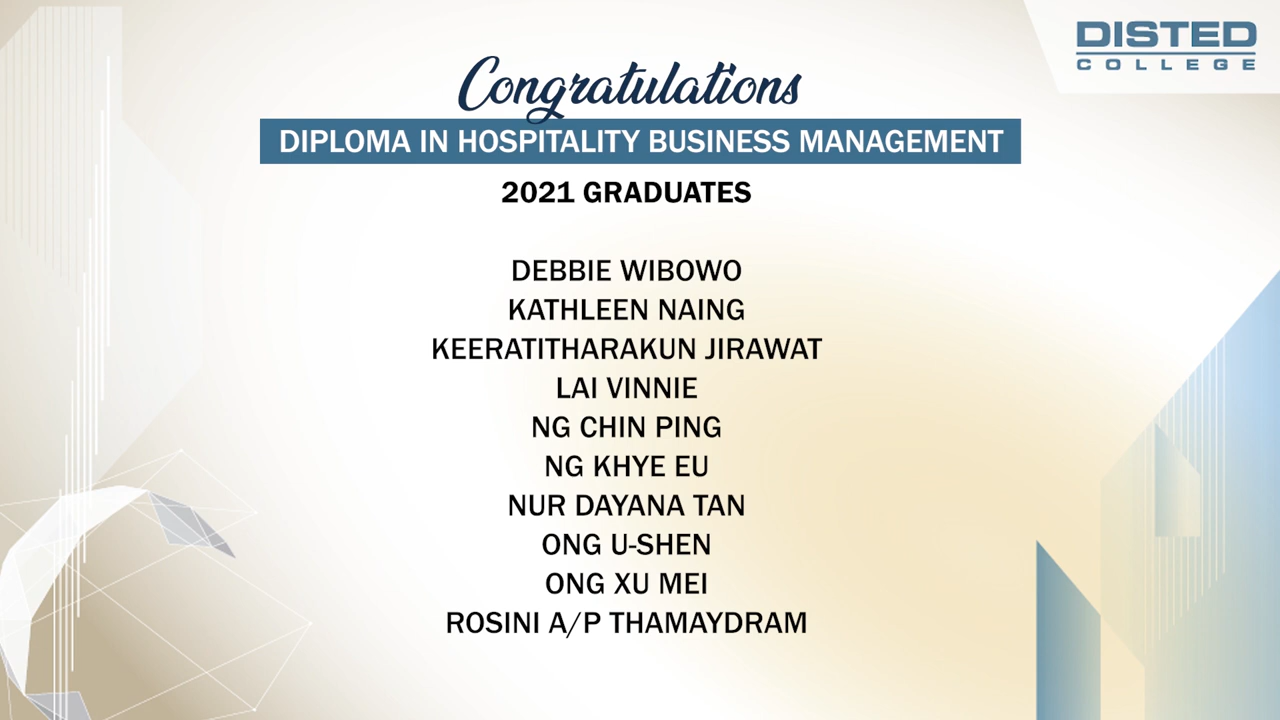 DISTED
COLLEGE
Congratulations
DIPLOMA IN HOSPITALITY BUSINESS MANAGEMENT
2021 GRADUATES
DEBBIE WIBOWO
KATHLEEN NAING
KEERATITHARAKUN JIRAWAT
LAI VINNIE
NG CHIN PING
NG KHYE EU
NUR DAYANA TAN
ONG U-SHEN
ONG XU MEI
ROSINI A/P THAMAYDRAM